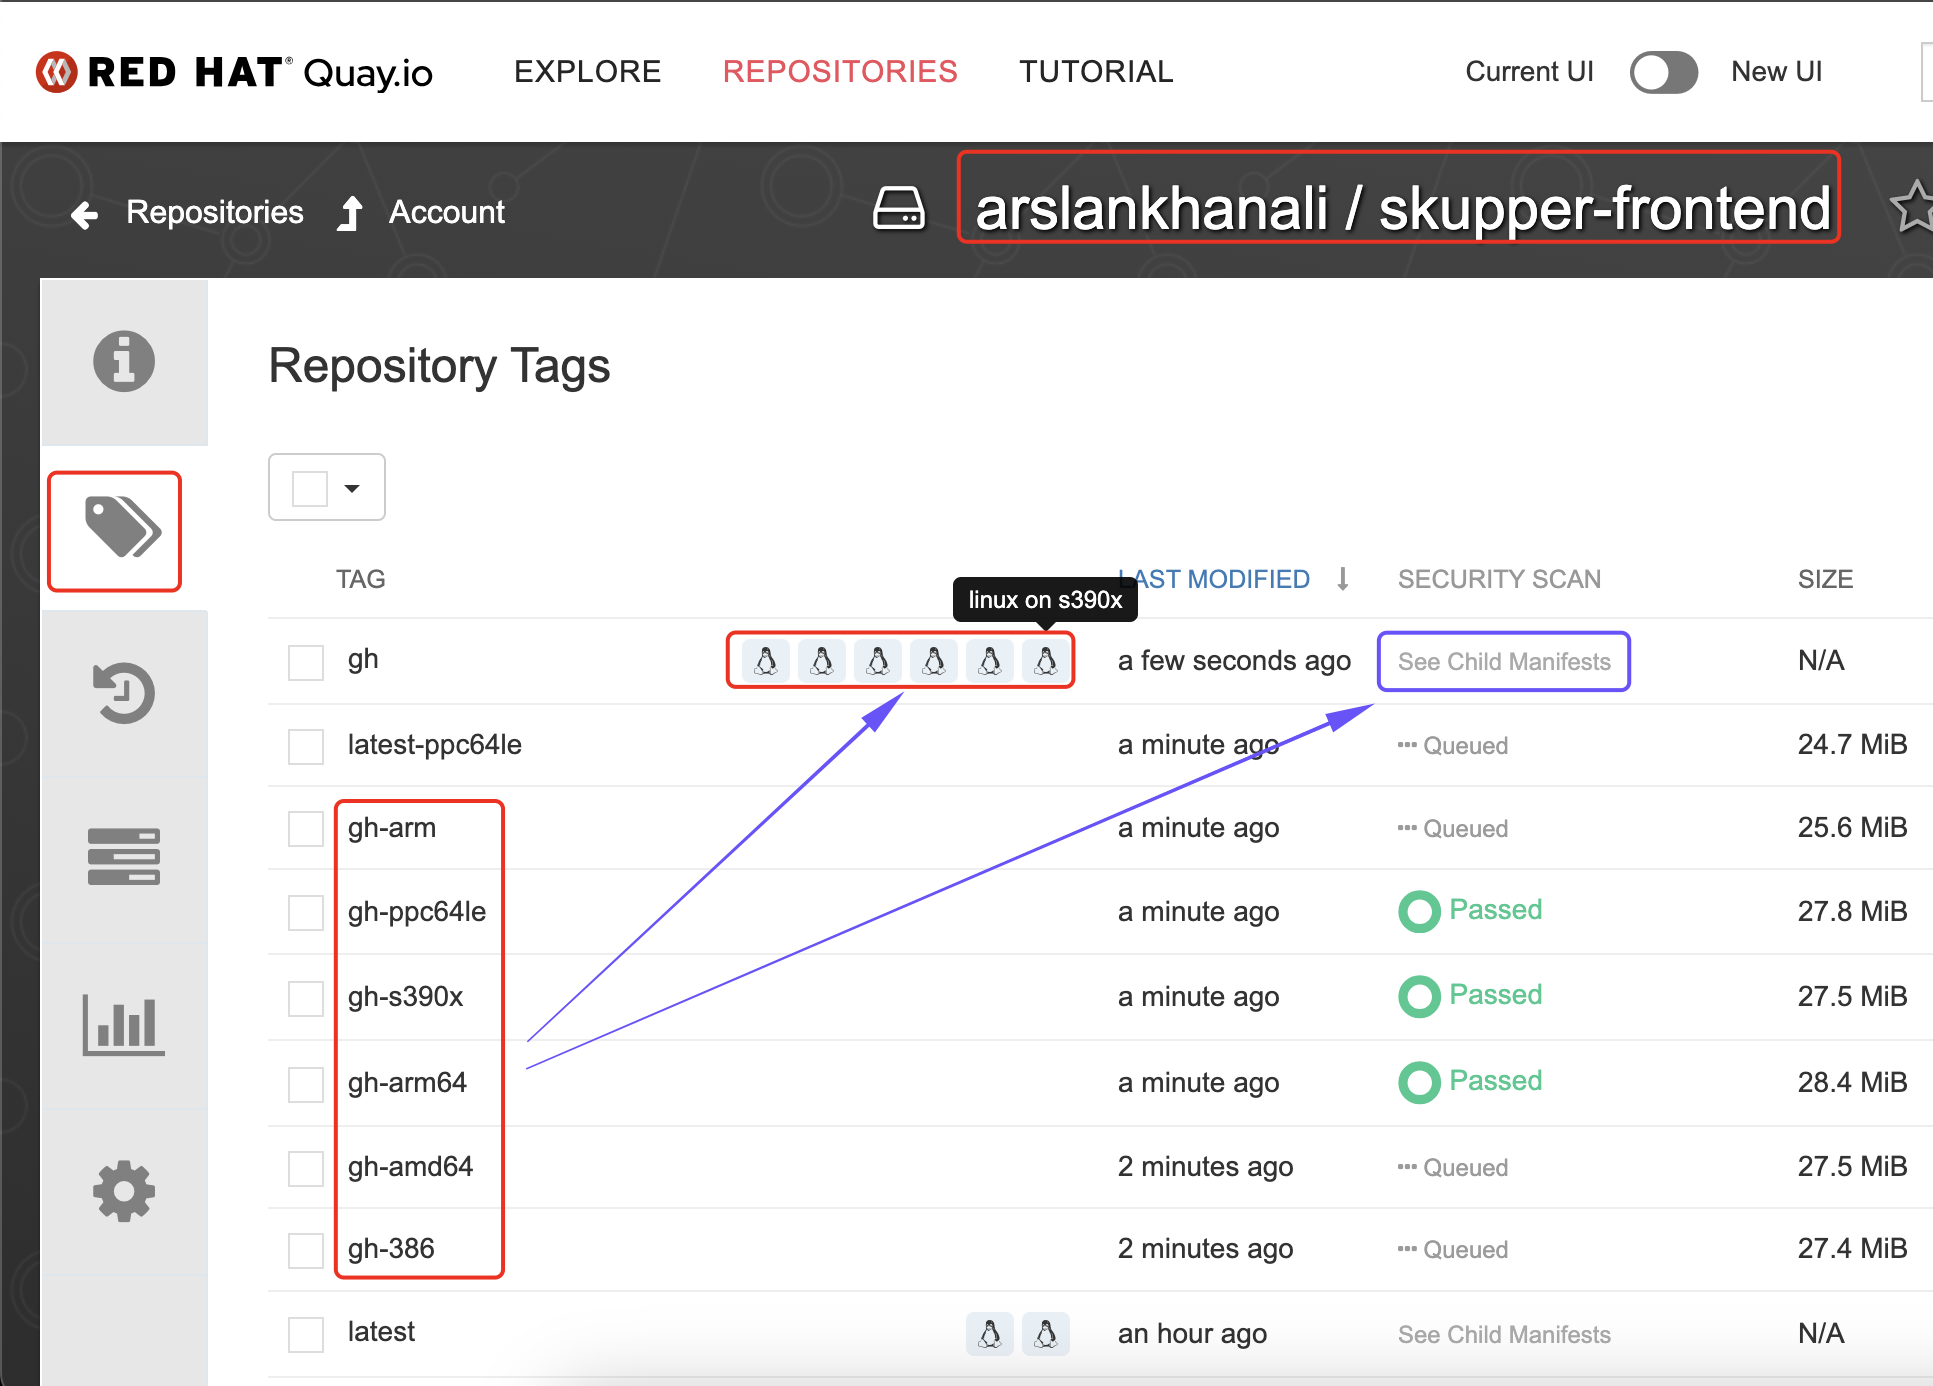 RED HAT® Quay.io EXPLORE REPOSITORIES TUTORIAL Current UI New UI
Repositories Account arslankhanali / skupper-frontend
Repository Tags
TAG LAST MODIFIED SECURITY SCAN SIZE
linux on s390x
gh a few seconds ago See Child Manifests N/A
latest-ppc64le a minute ago Queued 24.7 MiB
gh-arm a minute ago Queued 25.6 MiB
gh-ppc64le a minute ago Passed 27.8 MiB
gh-s390x a minute ago Passed 27.5 MiB
gh-arm64 a minute ago Passed 28.4 MiB
gh-amd64 2 minutes ago Queued 27.5 MiB
gh-386 2 minutes ago Queued 27.4 MiB
latest an hour ago See Child Manifests N/A